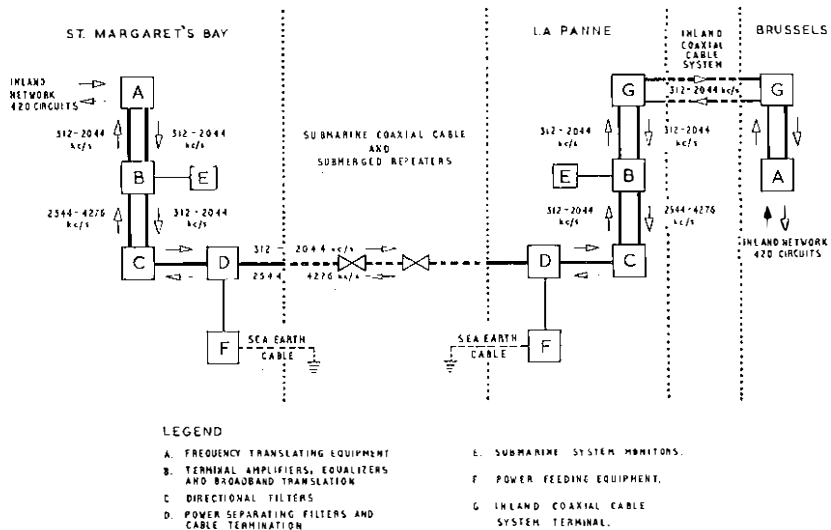 ST. MARGARET'S BAY
LA PANNE
INLAND
COAXIAL
CABLE
SYSTEM
BRUSSELS
INLAND
NETWORK
420 CIRCUITS
A
G
312-2044 kc/s
G
312-2044
kc/s
312-2044
kc/s
SUBMARINE COAXIAL CABLE
AND
SUBMERGED REPEATERS
312-2044
kc/s
312-2044
kc/s
B
E
E
B
A
2544-4276
kc/s
312-2044
kc/s
312-2044
kc/s
2544-4276
kc/s
INLAND NETWORK
420 CIRCUITS
C
D
312 - 2044 kc/s
2544 4276 kc/s
D
C
F
SEA EARTH
CABLE
SEA EARTH
CABLE
F
LEGEND
A. FREQUENCY TRANSLATING EQUIPMENT
B. TERMINAL AMPLIFIERS, EQUALIZERS
AND BROADBAND TRANSLATION
C DIRECTIONAL FILTERS
D. POWER SEPARATING FILTERS AND
CABLE TERMINATION
E. SUBMARINE SYSTEM MONITORS.
F POWER FEEDING EQUIPMENT.
G INLAND COAXIAL CABLE
SYSTEM TERMINAL.